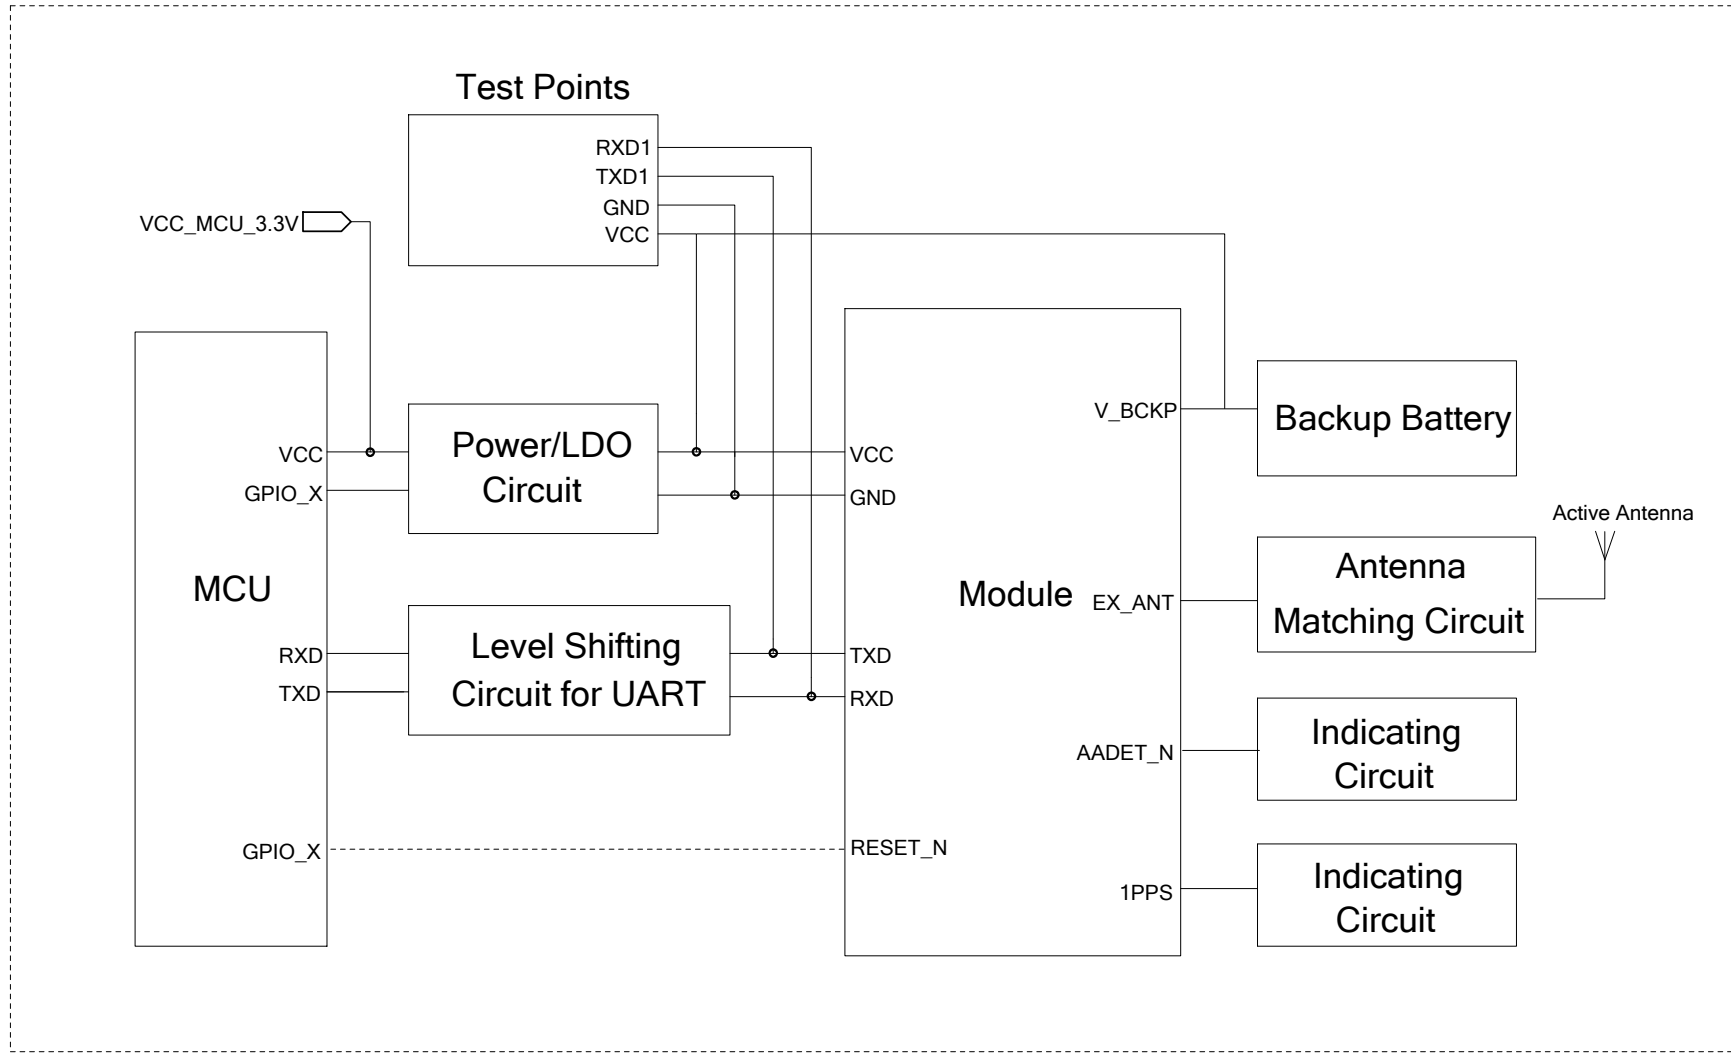 Test Points
RXD1
TXD1
GND
VCC
VCC_MCU_3.3V
MCU
VCC
GPIO_X
RXD
TXD
GPIO_X
Power/LDO
Circuit
Level Shifting
Circuit for UART
Module
VCC
GND
TXD
RXD
RESET_N
V_BCKP
EX_ANT
AADET_N
1PPS
Backup Battery
Active Antenna
Antenna
Matching Circuit
Indicating
Circuit
Indicating
Circuit